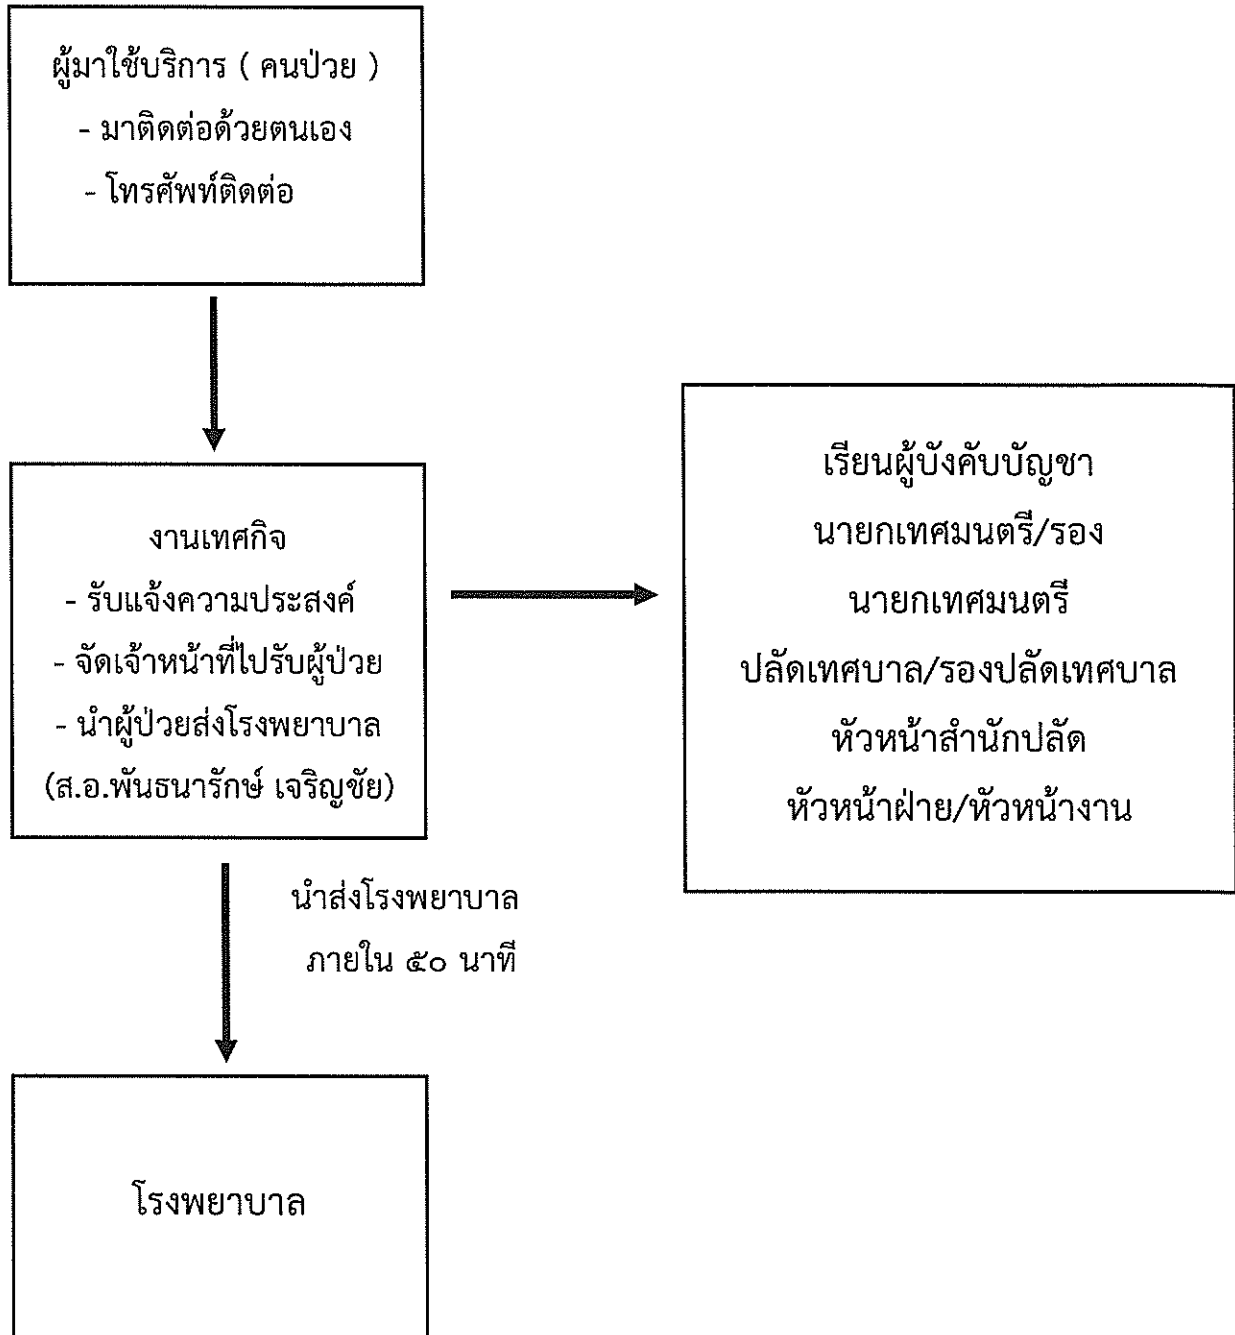 ผู้มาใช้บริการ ( คนป่วย )
- มาติดต่อด้วยตนเอง
- โทรศัพท์ติดต่อ
งานเทศกิจ
- รับแจ้งความประสงค์
- จัดเจ้าหน้าที่ไปรับผู้ป่วย
- นำผู้ป่วยส่งโรงพยาบาล
(ส.อ.พันธนารักษ์ เจริญชัย)
เรียนผู้บังคับบัญชา
นายกเทศมนตรี/รอง
นายกเทศมนตรี
ปลัดเทศบาล/รองปลัดเทศบาล
หัวหน้าสำนักปลัด
หัวหน้าฝ่าย/หัวหน้างาน
นำส่งโรงพยาบาล
ภายใน ๕๐ นาที
โรงพยาบาล